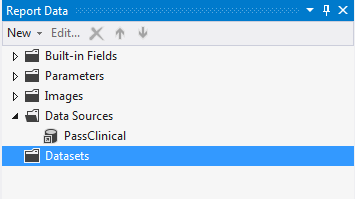 Report Data
New Edit...
Built-in Fields
Parameters
Images
Data Sources
PassClinical
Datasets